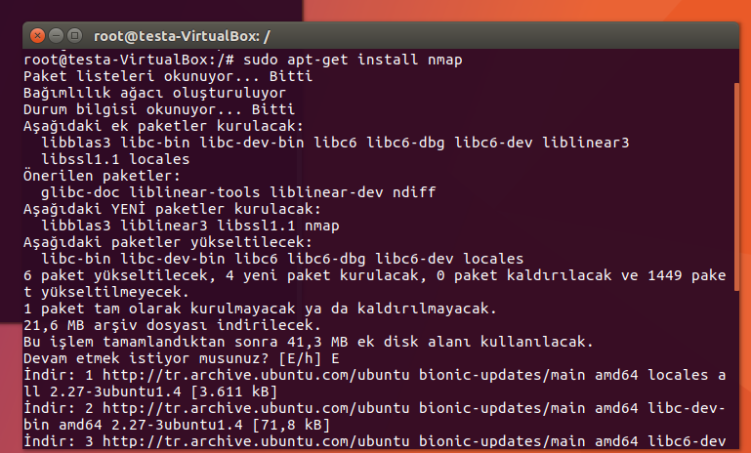 root@testa-VirtualBox: /
root@testa-VirtualBox:/# sudo apt-get install nmap
Paket listeleri okunuyor... Bitti
Bağımlılık ağacı oluşturuluyor
Durum bilgisi okunuyor... Bitti
Aşağıdaki ek paketler kurulacak:
  libblas3 libc-bin libc-dev-bin libc6 libc6-dbg libc6-dev liblinear3
  libssl1.1 locales
Önerilen paketler:
  glibc-doc liblinear-tools liblinear-dev ndiff
Aşağıdaki YENİ paketler kurulacak:
  libblas3 liblinear3 libssl1.1 nmap
Aşağıdaki paketler yükseltilecek:
  libc-bin libc-dev-bin libc6 libc6-dbg libc6-dev locales
6 paket yükseltilecek, 4 yeni paket kurulacak, 0 paket kaldırılacak ve 1449 pake
t yükseltilmeyecek.
1 paket tam olarak kurulmayacak ya da kaldırılmayacak.
21,6 MB arşiv dosyası indirilecek.
Bu işlem tamamlandıktan sonra 41,3 MB ek disk alanı kullanılacak.
Devam etmek istiyor musunuz? [E/h] E
İndir: 1 http://tr.archive.ubuntu.com/ubuntu bionic-updates/main amd64 locales a
ll 2.27-3ubuntu1.4 [3.611 kB]
İndir: 2 http://tr.archive.ubuntu.com/ubuntu bionic-updates/main amd64 libc-dev-
bin amd64 2.27-3ubuntu1.4 [71,8 kB]
İndir: 3 http://tr.archive.ubuntu.com/ubuntu bionic-updates/main amd64 libc6-dev